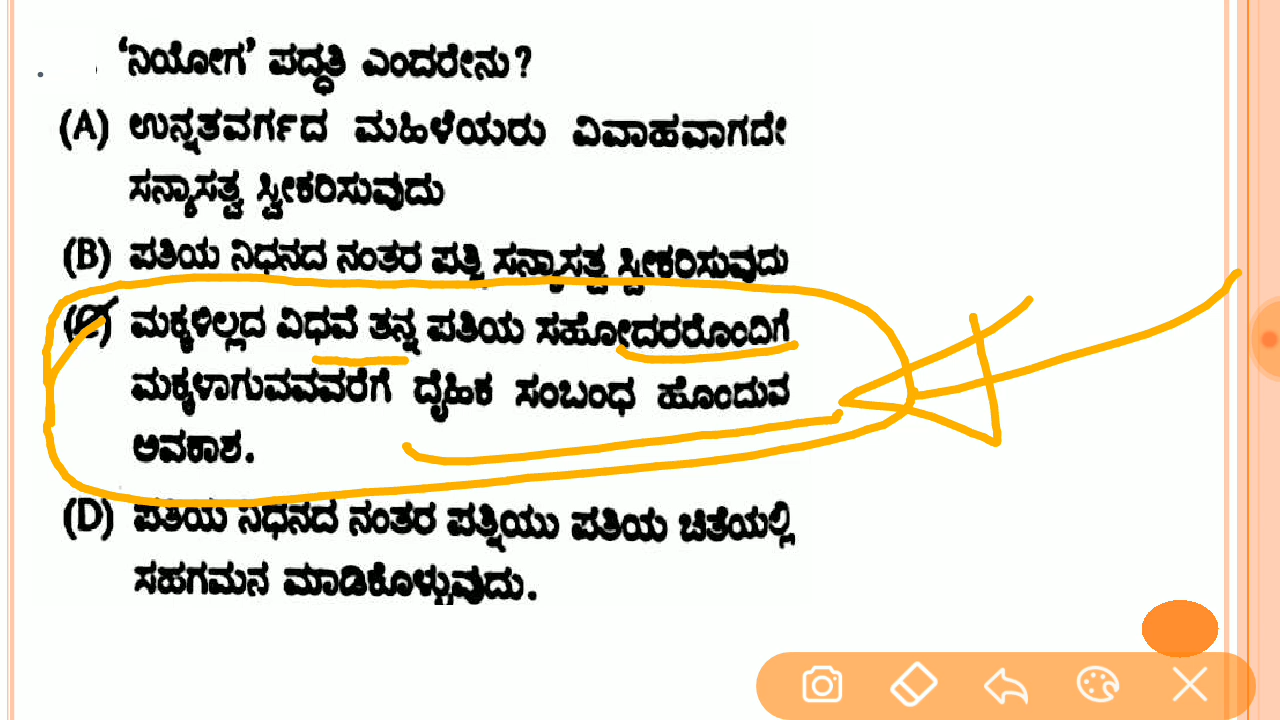 'ನಿಯೋಗ' ಪದ್ಧತಿ ಎಂದರೇನು?
(A) ಉನ್ನತವರ್ಗದ ಮಹಿಳೆಯರು ವಿವಾಹವಾಗದೇ
ಸನ್ಯಾಸತ್ವ ಸ್ವೀಕರಿಸುವುದು
(B) ಪತಿಯ ನಿಧನದ ನಂತರ ಪತ್ನಿ ಸನ್ಯಾಸತ್ವ ಸ್ವೀಕರಿಸುವುದು
(C) ಮಕ್ಕಳಿಲ್ಲದ ವಿಧವೆ ತನ್ನ ಪತಿಯ ಸಹೋದರರೊಂದಿಗೆ
ಮಕ್ಕಳಾಗುವವವರೆಗೆ ದೈಹಿಕ ಸಂಬಂಧ ಹೊಂದುವ
ಅವಕಾಶ.
(D) ಪತಿಯ ನಿಧನದ ನಂತರ ಪತ್ನಿಯು ಪತಿಯ ಚಿತೆಯಲ್ಲಿ
ಸಹಗಮನ ಮಾಡಿಕೊಳ್ಳುವುದು.